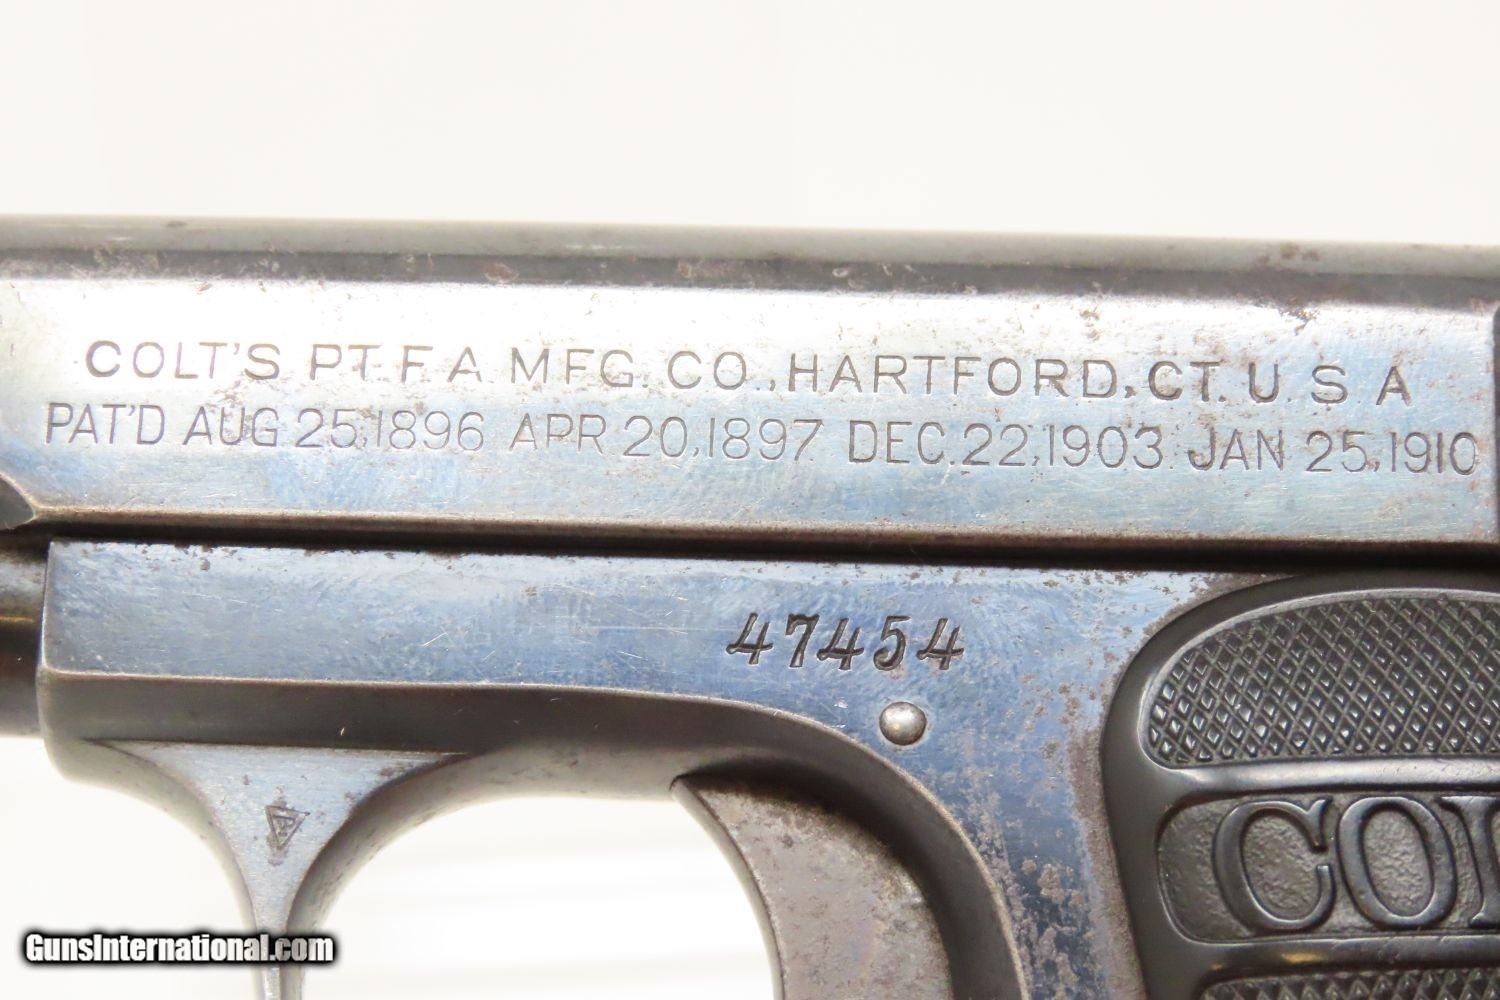 COLT'S PT. F. A. MFG. CO., HARTFORD, CT. U. S. A
PAT'D AUG. 25, 1896 APR. 20, 1897 DEC. 22, 1903. JAN 25, 1910
47454
COL
GunsInternational.com